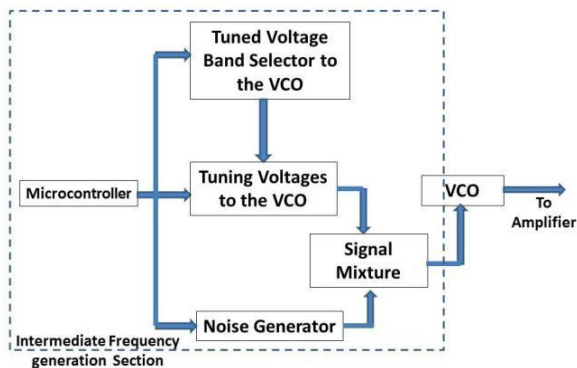 Tuned Voltage
Band Selector to
the VCO
Microcontroller
Tuning Voltages
to the VCO
VCO
To
Amplifier
Signal
Mixture
Noise Generator
Intermediate Frequency
generation Section